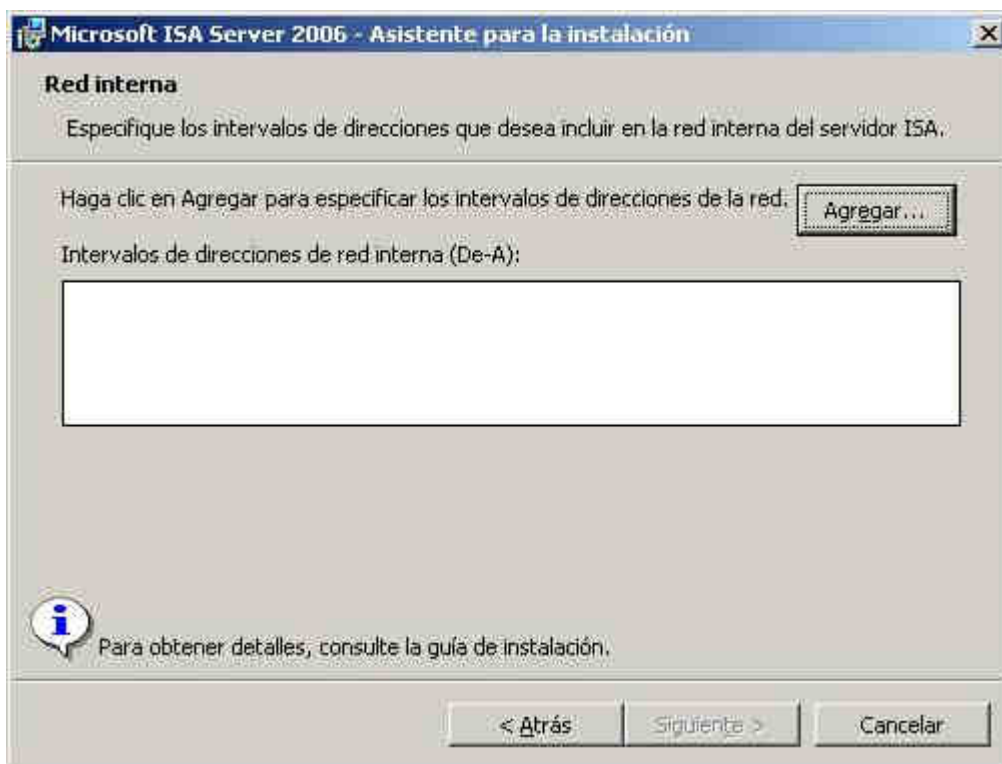 Microsoft ISA Server 2006 - Asistente para la instalación
Red interna
Especifique los intervalos de direcciones que desea incluir en la red interna del servidor ISA.
Haga clic en Agregar para especificar los intervalos de direcciones de la red.
Agregar...
Intervalos de direcciones de red interna (De-A):
Para obtener detalles, consulte la guía de instalación.
< Atrás
Siguiente >
Cancelar